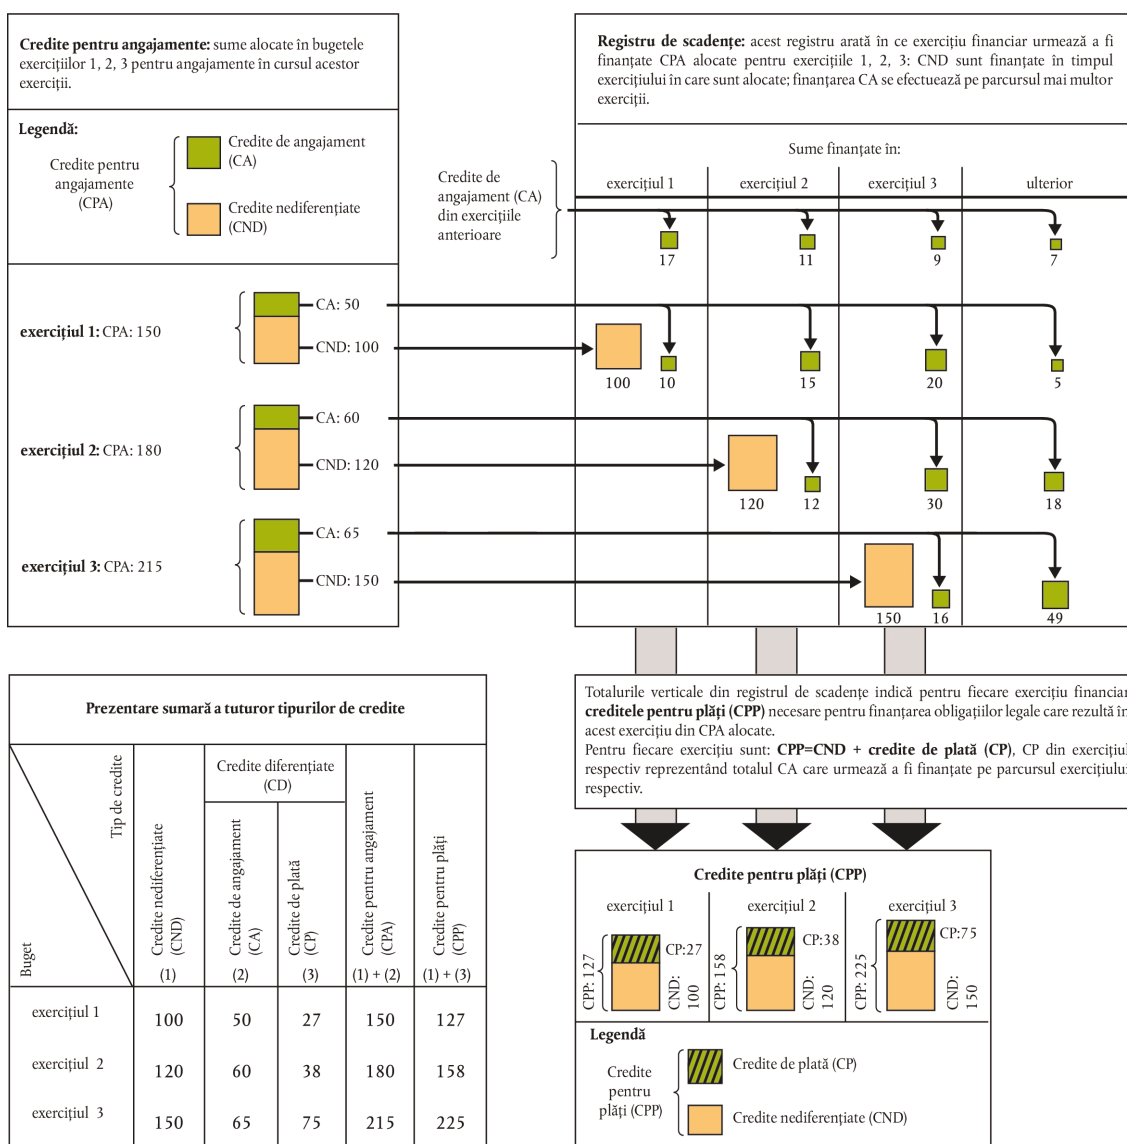 Credite pentru angajamente: sume alocate în bugetele
exercițiilor 1, 2, 3 pentru angajamente în cursul acestor
exerciții.
Legendă:
Credite pentru
angajamente
(CPA)
Credite de angajament
(CA)
Credite nediferențiate
(CND)
exercițiul 1: CPA: 150
CA: 50
CND: 100
exercițiul 2: CPA: 180
CA: 60
CND: 120
exercițiul 3: CPA: 215
CA: 65
CND: 150
Registru de scadențe: acest registru arată în ce exercițiu financiar urmează a fi
finanțate CPA alocate pentru exercițiile 1, 2, 3: CND sunt finanțate în timpul
exercițiului în care sunt alocate; finanțarea CA se efectuează pe parcursul mai multor
exerciții.
Sume finanțate în:
exercițiul 1 exercițiul 2 exercițiul 3 ulterior
Credite de
angajament (CA)
din exercițiile
anterioare
17 11 9 7
100 10 15 20 5
120 12 30 18
150 16 49
Totalurile verticale din registrul de scadențe indică pentru fiecare exercițiu financiar
creditele pentru plăți (CPP) necesare pentru finanțarea obligațiilor legale care rezultă în
acest exercițiu din CPA alocate.
Pentru fiecare exercițiu sunt: CPP=CND + credite de plată (CP), CP din exercițiul
respectiv reprezentând totalul CA care urmează a fi finanțate pe parcursul exercițiului
respectiv.
Prezentare sumară a tuturor tipurilor de credite
Buget
Tip de credite
Credite nediferențiate
(CND)
(1)
Credite diferențiate
(CD)
Credite de angajament
(CA)
(2)
Credite de plată
(CP)
(3)
Credite pentru angajament
(CPA)
(1) + (2)
Credite pentru plăți
(CPP)
(1) + (3)
exercițiul 1 100 50 27 150 127
exercițiul 2 120 60 38 180 158
exercițiul 3 150 65 75 215 225
Credite pentru plăți (CPP)
exercițiul 1
CPP: 127
CP:27
CND:
100
exercițiul 2
CPP: 158
CP:38
CND:
120
exercițiul 3
CPP: 225
CP:75
CND:
150
Legendă
Credite
pentru
plăți (CPP)
Credite de plată (CP)
Credite nediferențiate (CND)